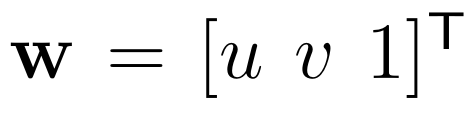 w = [u v 1]ᵀ